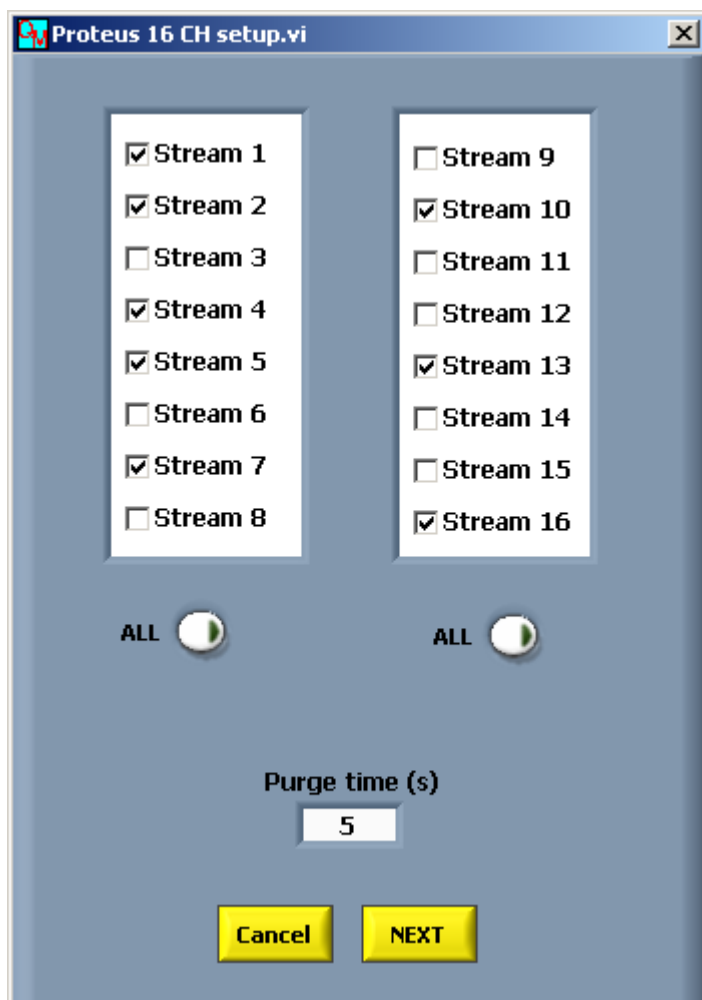 Proteus 16 CH setup.vi
Stream 1
Stream 2
Stream 3
Stream 4
Stream 5
Stream 6
Stream 7
Stream 8
ALL
Stream 9
Stream 10
Stream 11
Stream 12
Stream 13
Stream 14
Stream 15
Stream 16
ALL
Purge time (s)
5
Cancel
NEXT